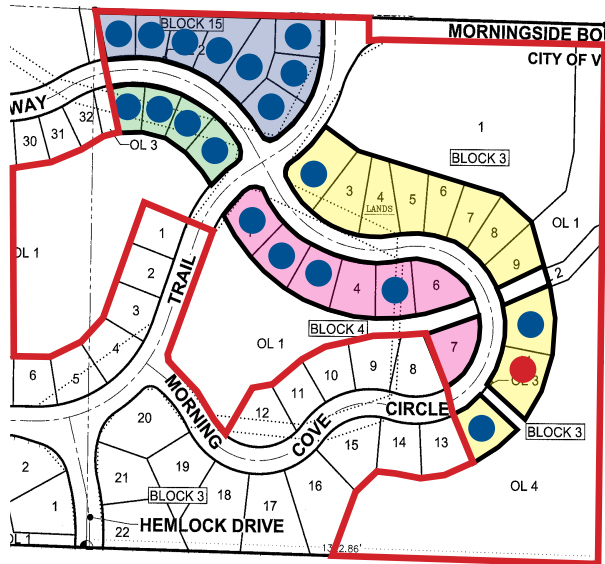 BLOCK 15
2
MORNINGSIDE BO
CITY OF V
WAY
30
31
32
OL 3
1
BLOCK 3
3
4
LANDS
5
6
7
8
9
OL 1
2
OL 1
1
2
3
4
5
6
TRAIL
4
6
7
BLOCK 4
OL 1
8
9
10
11
12
OL 3
MORNING
COVE
CIRCLE
BLOCK 3
13
14
15
16
17
18
19
20
21
22
BLOCK 3
OL 4
2
1
OL 1
HEMLOCK DRIVE